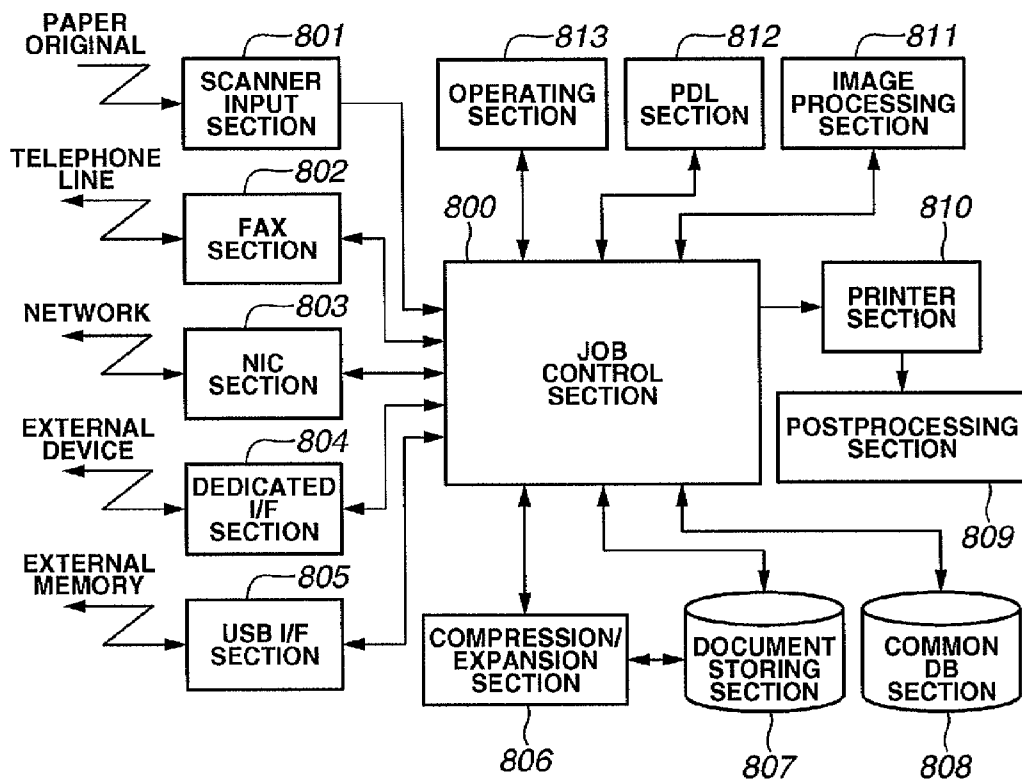 PAPER
ORIGINAL
801
SCANNER
INPUT
SECTION
TELEPHONE
LINE
802
FAX
SECTION
NETWORK
803
NIC
SECTION
EXTERNAL
DEVICE
804
DEDICATED
I/F
SECTION
EXTERNAL
MEMORY
805
USB I/F
SECTION
813
OPERATING
SECTION
812
PDL
SECTION
811
IMAGE
PROCESSING
SECTION
800
JOB
CONTROL
SECTION
810
PRINTER
SECTION
POSTPROCESSING
SECTION
809
COMPRESSION/
EXPANSION
SECTION
806
DOCUMENT
STORING
SECTION
807
COMMON
DB
SECTION
808